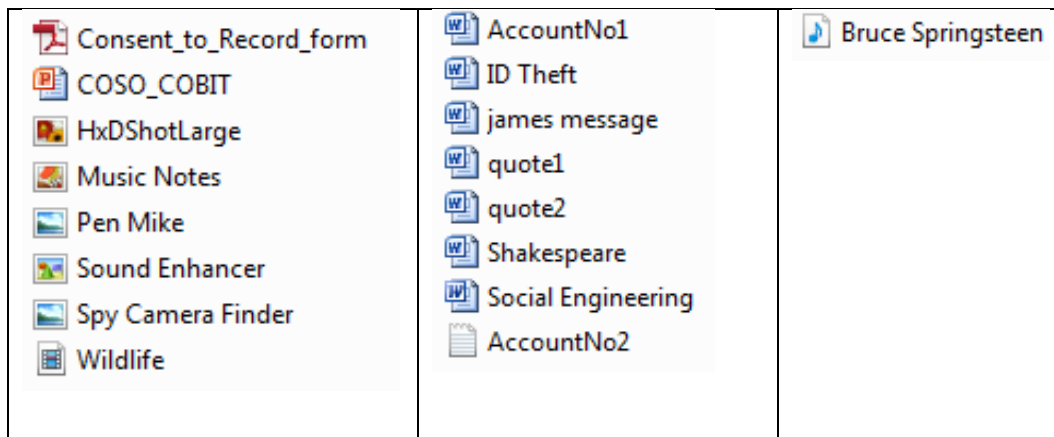 Consent_to_Record_form
COSO_COBIT
HxDShotLarge
Music Notes
Pen Mike
Sound Enhancer
Spy Camera Finder
Wildlife
AccountNo1
ID Theft
james message
quote1
quote2
Shakespeare
Social Engineering
AccountNo2
Bruce Springsteen